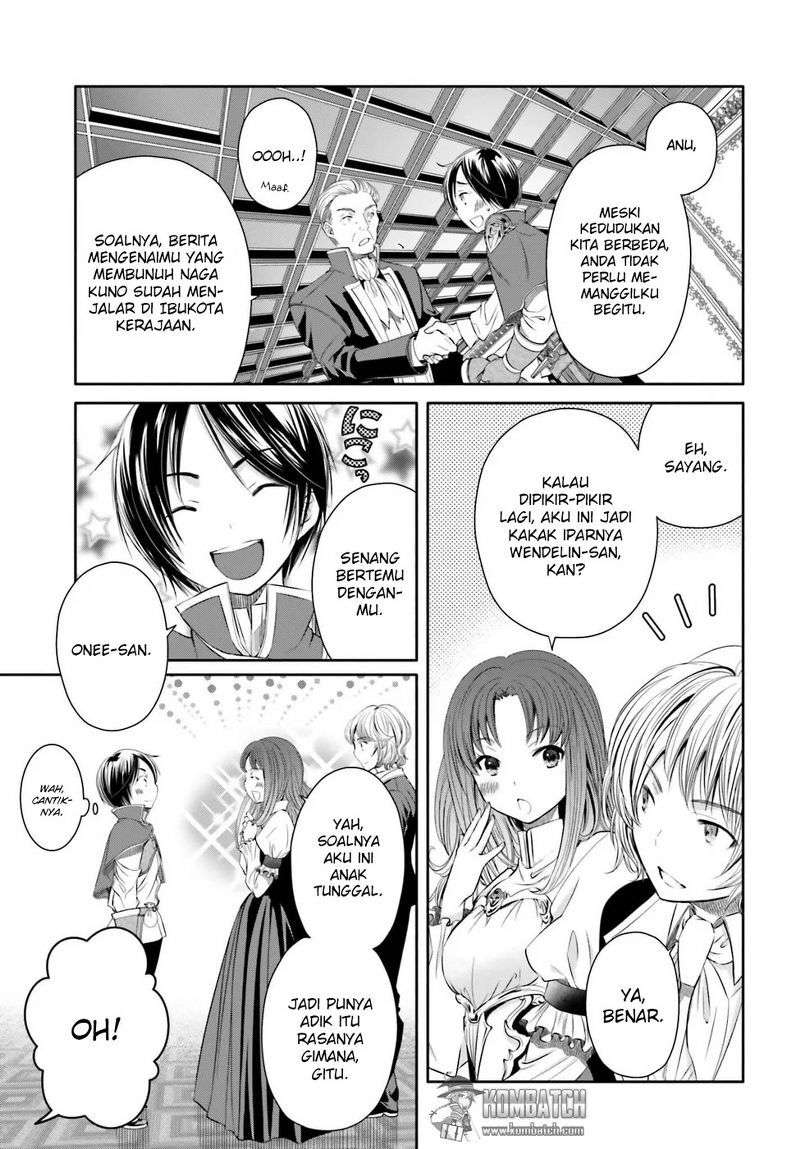 ANU,
MESKI
KEDUDUKAN
KITA BERBEDA,
ANDA TIDAK
PERLU ME-
MANGGILKU
BEGITU.
OOOH..!
Maaf.
SOALNYA, BERITA
MENGENAIMU YANG
MEMBUNUH NAGA
KUNO SUDAH MEN-
JALAR DI IBUKOTA
KERAJAAN.
EH,
SAYANG.
KALAU
DIPIKIR-PIKIR
LAGI, AKU INI JADI
KAKAK IPARNYA
WENDELIN-SAN,
KAN?
YA,
BENAR.
にこっ
SENANG
BERTEMU
DENGAN-
MU.
ONEE-SAN.
YAH,
SOALNYA
AKU INI
ANAK
TUNGGAL.
JADI PUNYA
ADIK ITU
RASANYA
GIMANA,
GITU.
WAH,
CANTIK-
NYA.
OH!
KOMBATCH
www.kombatch.com